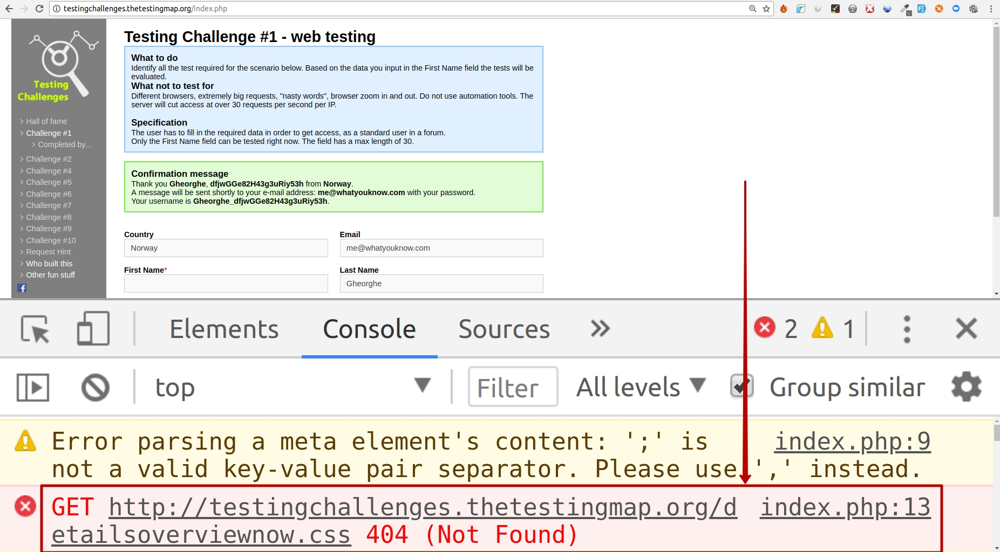 testingchallenges.thetestingmap.org/index.php
Testing
Challenges
Hall of fame
Challenge #1
Completed by...
Challenge #2
Challenge #4
Challenge #5
Challenge #6
Challenge #7
Challenge #8
Challenge #9
Challenge #10
Request Hint
Who built this
Other fun stuff
Testing Challenge #1 - web testing
What to do
Identify all the test required for the scenario below. Based on the data you input in the First Name field the tests will be
evaluated.
What not to test for
Different browsers, extremely big requests, "nasty words", browser zoom in and out. Do not use automation tools. The
server will cut access at over 30 requests per second per IP.
Specification
The user has to fill in the required data in order to get access, as a standard user in a forum.
Only the First Name field can be tested right now. The field has a max length of 30.
Confirmation message
Thank you Gheorghe, dfjwGGe82H43g3uRiy53h from Norway.
A message will be sent shortly to your e-mail address: me@whatyouknow.com with your password.
Your username is Gheorghe_dfjwGGe82H43g3uRiy53h.
Country Email
Norway me@whatyouknow.com
First Name* Last Name
Gheorghe
Elements Console Sources 2 1
top Filter All levels Group similar
Error parsing a meta element's content: ';' is index.php:9
not a valid key-value pair separator. Please use ',' instead.
GET http://testingchallenges.thetestingmap.org/d index.php:13
etailsoverviewnow.css 404 (Not Found)